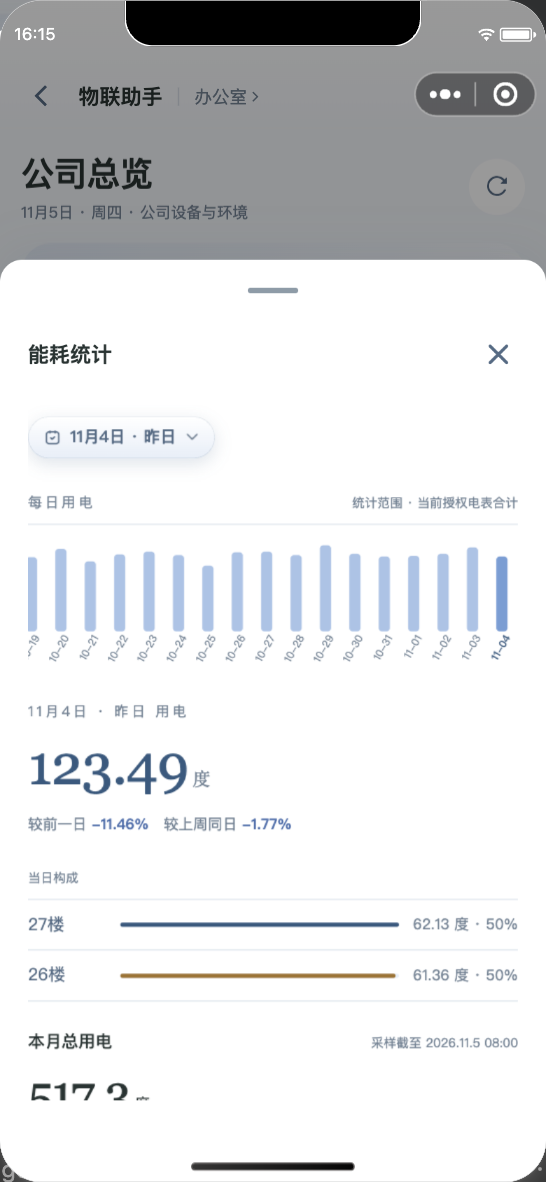 16:15
物联助手 办公室 >
公司总览
11月5日 · 周四 · 公司设备与环境
能耗统计
11月4日 · 昨日
每日用电 统计范围 · 当前授权电表合计
-19 10-20 10-21 10-22 10-23 10-24 10-25 10-26 10-27 10-28 10-29 10-30 10-31 11-01 11-02 11-03 11-04
11月4日 · 昨日 用电
123.49 度
较前一日 -11.46% 较上周同日 -1.77%
当日构成
27楼 62.13 度 · 50%
26楼 61.36 度 · 50%
本月总用电 采样截至 2026.11.5 08:00
517.3 度